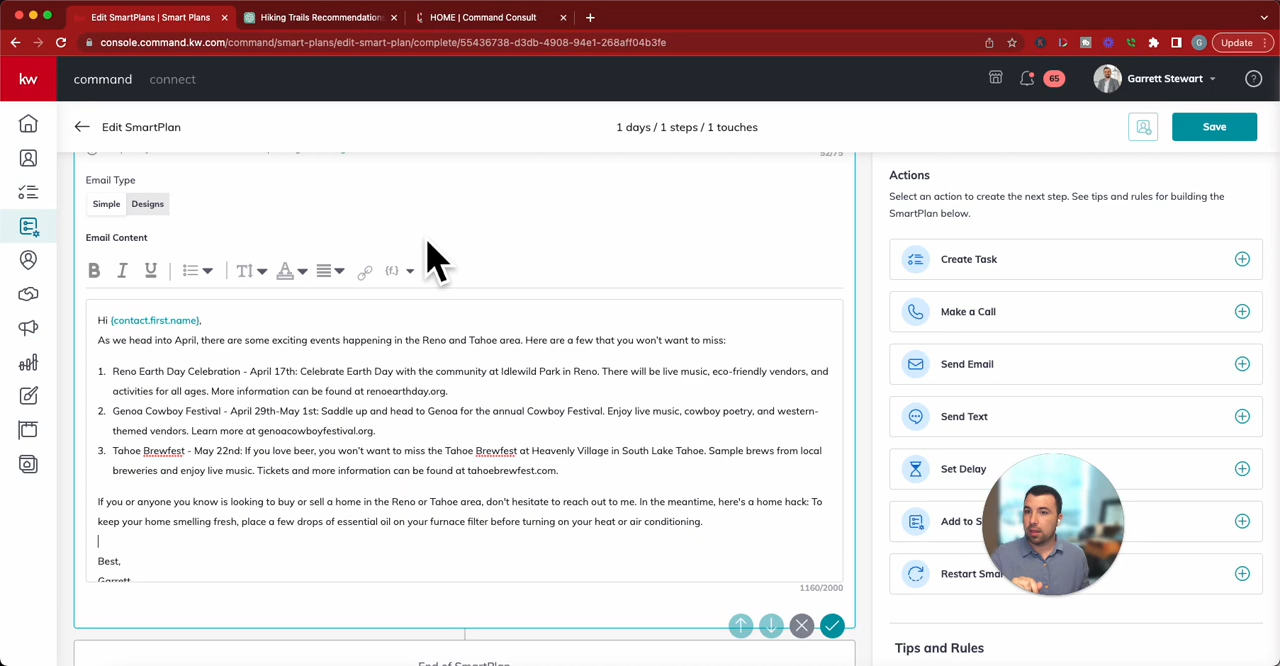 Edit SmartPlans | Smart Plans
Hiking Trails Recommendations
HOME | Command Consult
console.command.kw.com/command/smart-plans/edit-smart-plan/complete/55436738-d3db-4908-94e1-268aff04b3fe
G
Update
kw
command
connect
65
Garrett Stewart
?
Edit SmartPlan
1 days / 1 steps / 1 touches
Save
52/75
Email Type
Simple
Designs
Email Content
B I U
T
A
{f.}
Hi {contact.first.name},
As we head into April, there are some exciting events happening in the Reno and Tahoe area. Here are a few that you won't want to miss:
1. Reno Earth Day Celebration - April 17th: Celebrate Earth Day with the community at Idlewild Park in Reno. There will be live music, eco-friendly vendors, and
activities for all ages. More information can be found at renoearthday.org.
2. Genoa Cowboy Festival - April 29th-May 1st: Saddle up and head to Genoa for the annual Cowboy Festival. Enjoy live music, cowboy poetry, and western-
themed vendors. Learn more at genoacowboyfestival.org.
3. Tahoe Brewfest - May 22nd: If you love beer, you won't want to miss the Tahoe Brewfest at Heavenly Village in South Lake Tahoe. Sample brews from local
breweries and enjoy live music. Tickets and more information can be found at tahoebrewfest.com.
If you or anyone you know is looking to buy or sell a home in the Reno or Tahoe area, don't hesitate to reach out to me. In the meantime, here's a home hack: To
keep your home smelling fresh, place a few drops of essential oil on your furnace filter before turning on your heat or air conditioning.
Best,
Garrett
1160/2000
End of SmartPlan
Actions
Select an action to create the next step. See tips and rules for building the
SmartPlan below.
Create Task
Make a Call
Send Email
Send Text
Set Delay
Add to S
Restart Smar
Tips and Rules